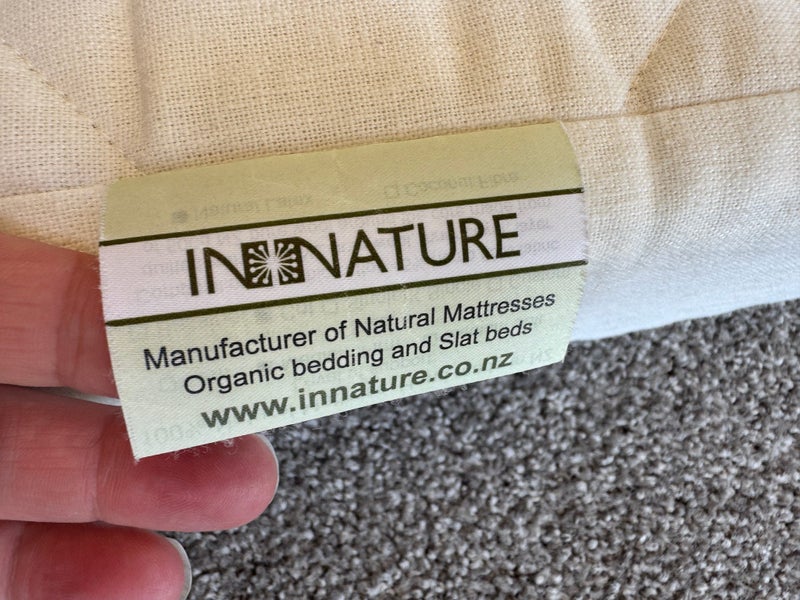 INNATURE
Manufacturer of Natural Mattresses
Organic bedding and Slat beds
www.innature.co.nz